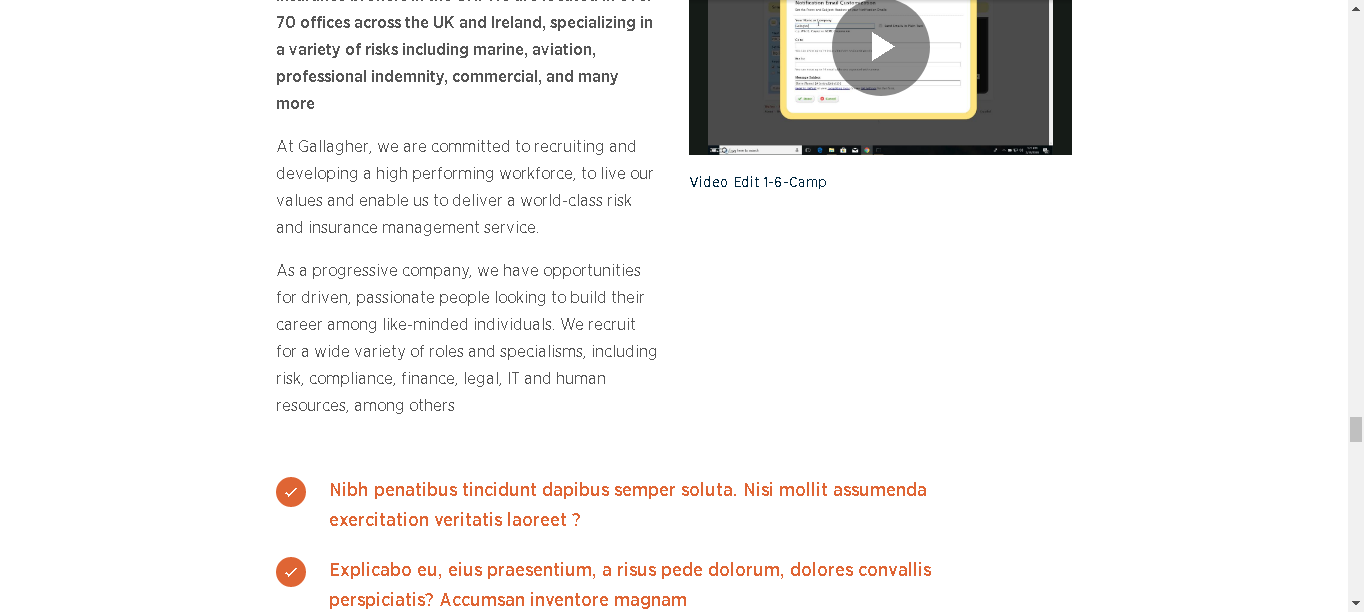 70 offices across the UK and Ireland, specializing in
a variety of risks including marine, aviation,
professional indemnity, commercial, and many
more
At Gallagher, we are committed to recruiting and
developing a high performing workforce, to live our
values and enable us to deliver a world-class risk
and insurance management service.
As a progressive company, we have opportunities
for driven, passionate people looking to build their
career among like-minded individuals. We recruit
for a wide variety of roles and specialisms, including
risk, compliance, finance, legal, IT and human
resources, among others
Notification Email Customization
Video Edit 1-6-Camp
Nibh penatibus tincidunt dapibus semper soluta. Nisi mollit assumenda
exercitation veritatis laoreet ?
Explicabo eu, eius praesentium, a risus pede dolorum, dolores convallis
perspiciatis? Accumsan inventore magnam